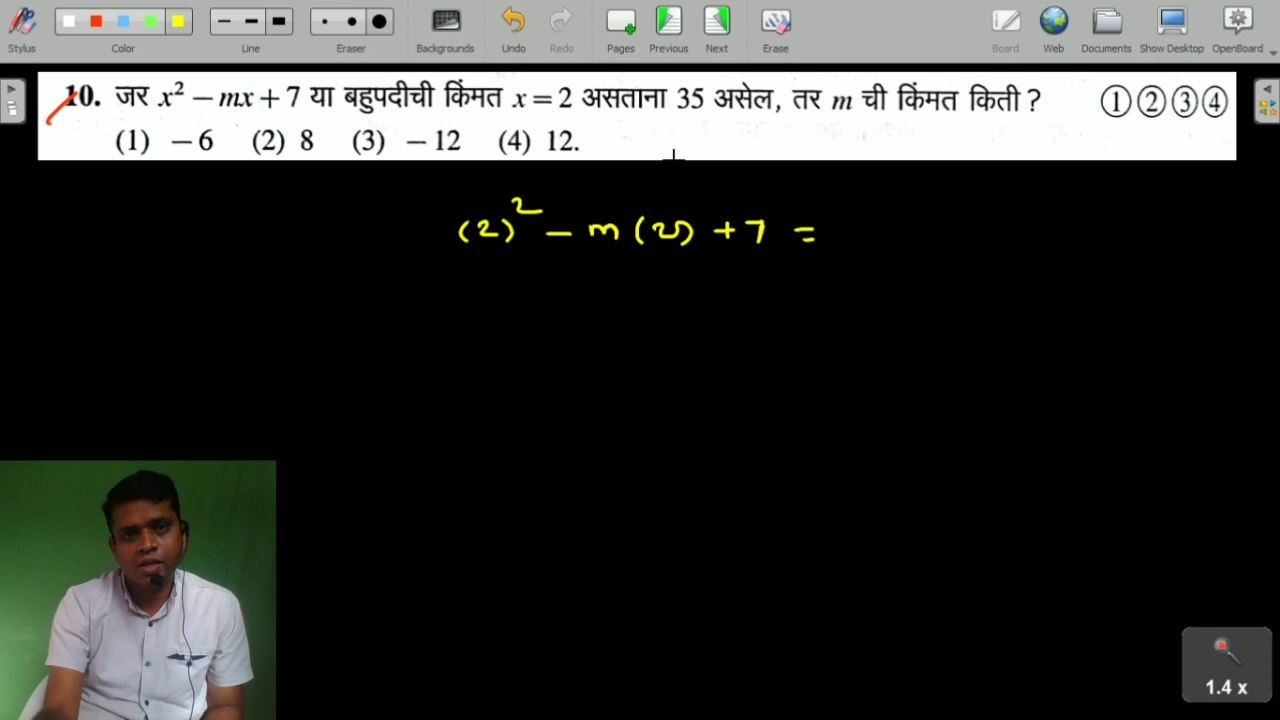 Stylus Color Line Eraser Backgrounds Undo Redo Pages Previous Next Erase Board Web Documents Show Desktop OpenBoard
10. जर x² − mx + 7 या बहुपदीची किंमत x = 2 असताना 35 असेल, तर m ची किंमत किती ? ① ② ③ ④
(1) − 6 (2) 8 (3) − 12 (4) 12.
(2)² − m (2) + 7 =
1.4 x